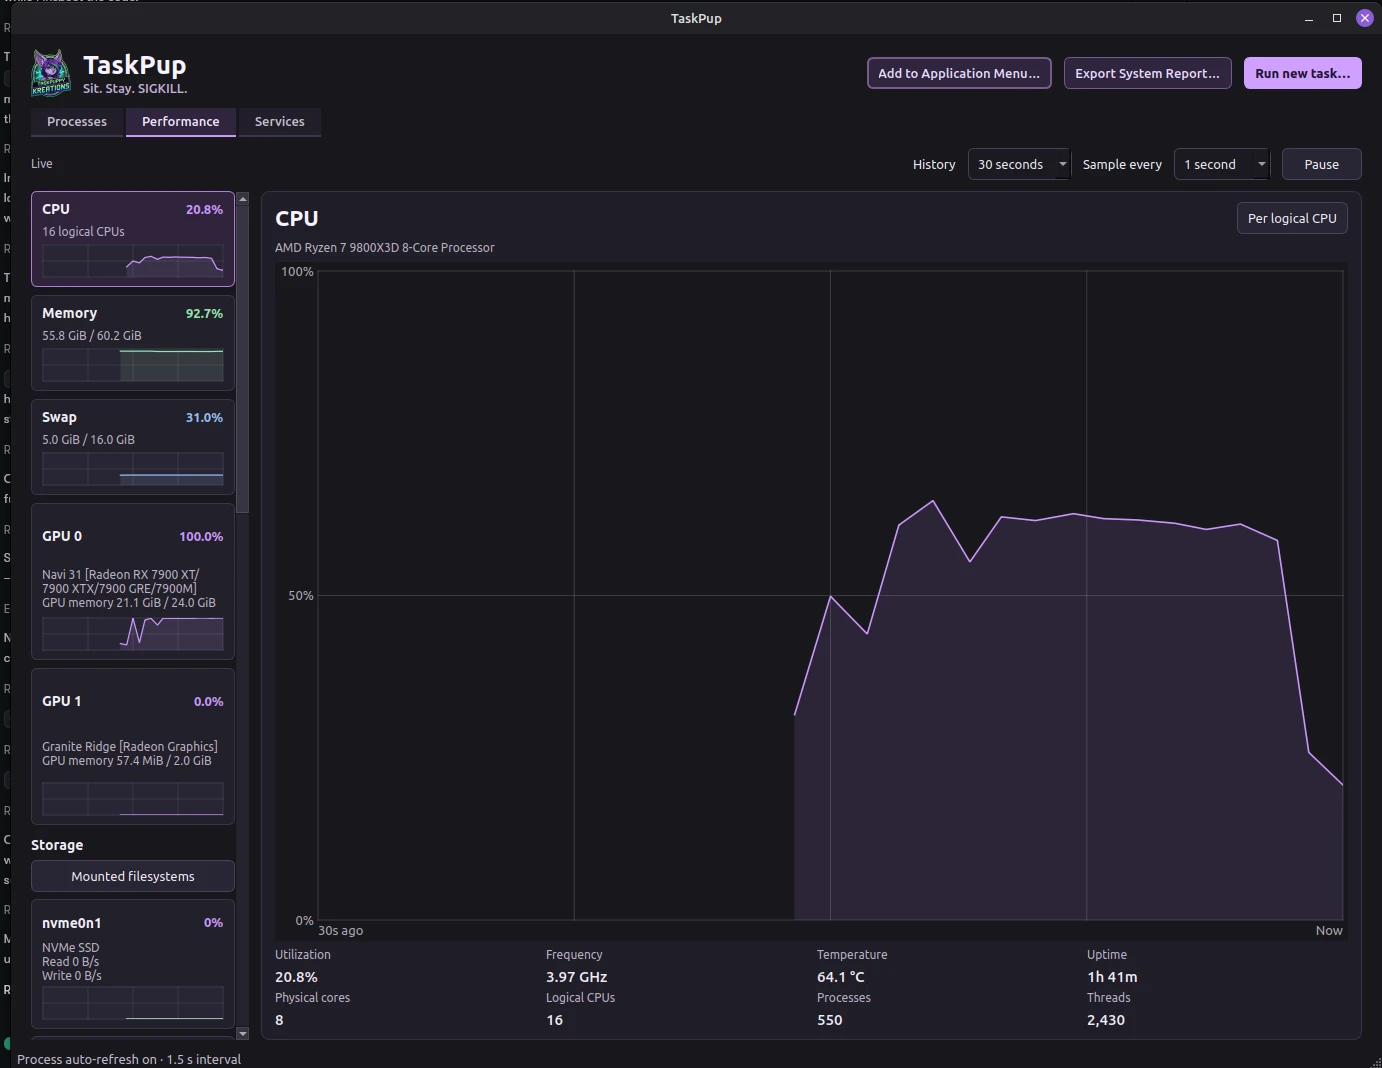 TaskPup
TASKPUPPY
KREATIONS
TaskPup
Sit. Stay. SIGKILL.
Add to Application Menu...
Export System Report...
Run new task...
Processes
Performance
Services
Live
History
30 seconds
Sample every
1 second
Pause
CPU
20.8%
16 logical CPUs
Memory
92.7%
55.8 GiB / 60.2 GiB
Swap
31.0%
5.0 GiB / 16.0 GiB
GPU 0
100.0%
Navi 31 [Radeon RX 7900 XT/
7900 XTX/7900 GRE/7900M]
GPU memory 21.1 GiB / 24.0 GiB
GPU 1
0.0%
Granite Ridge [Radeon Graphics]
GPU memory 57.4 MiB / 2.0 GiB
Storage
Mounted filesystems
nvme0n1
0%
NVMe SSD
Read 0 B/s
Write 0 B/s
CPU
Per logical CPU
AMD Ryzen 7 9800X3D 8-Core Processor
100%
50%
0%
30s ago
Now
Utilization
20.8%
Frequency
3.97 GHz
Temperature
64.1 °C
Uptime
1h 41m
Physical cores
8
Logical CPUs
16
Processes
550
Threads
2,430
Process auto-refresh on · 1.5 s interval